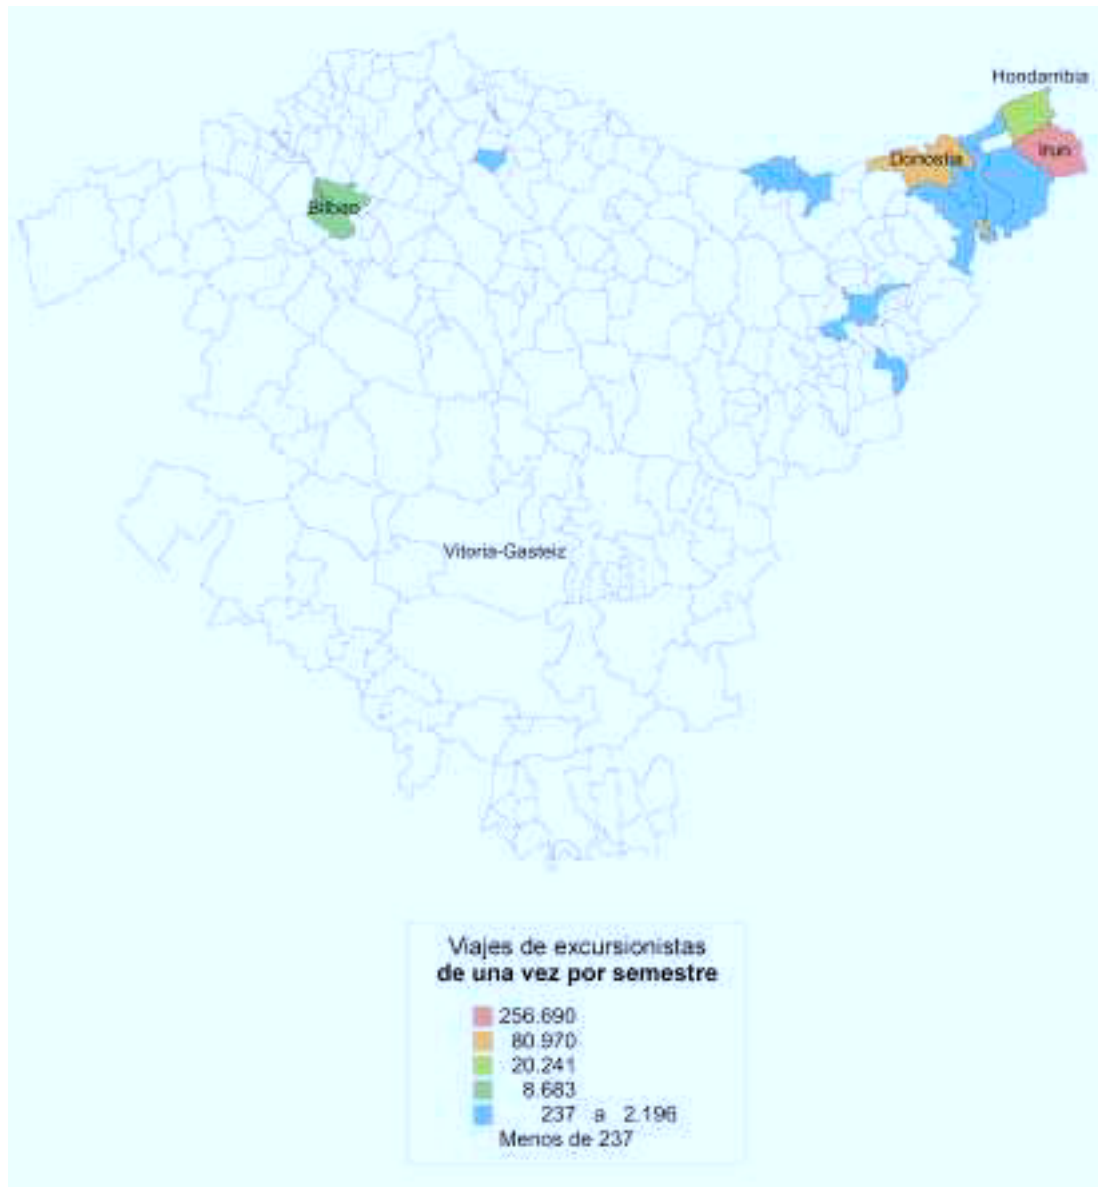 Hondarribia
Irun
Donostia
Bilbao
Vitoria-Gasteiz
Viajes de excursionistas
de una vez por semestre
256.690
80.970
20.241
8.683
237 a 2.196
Menos de 237